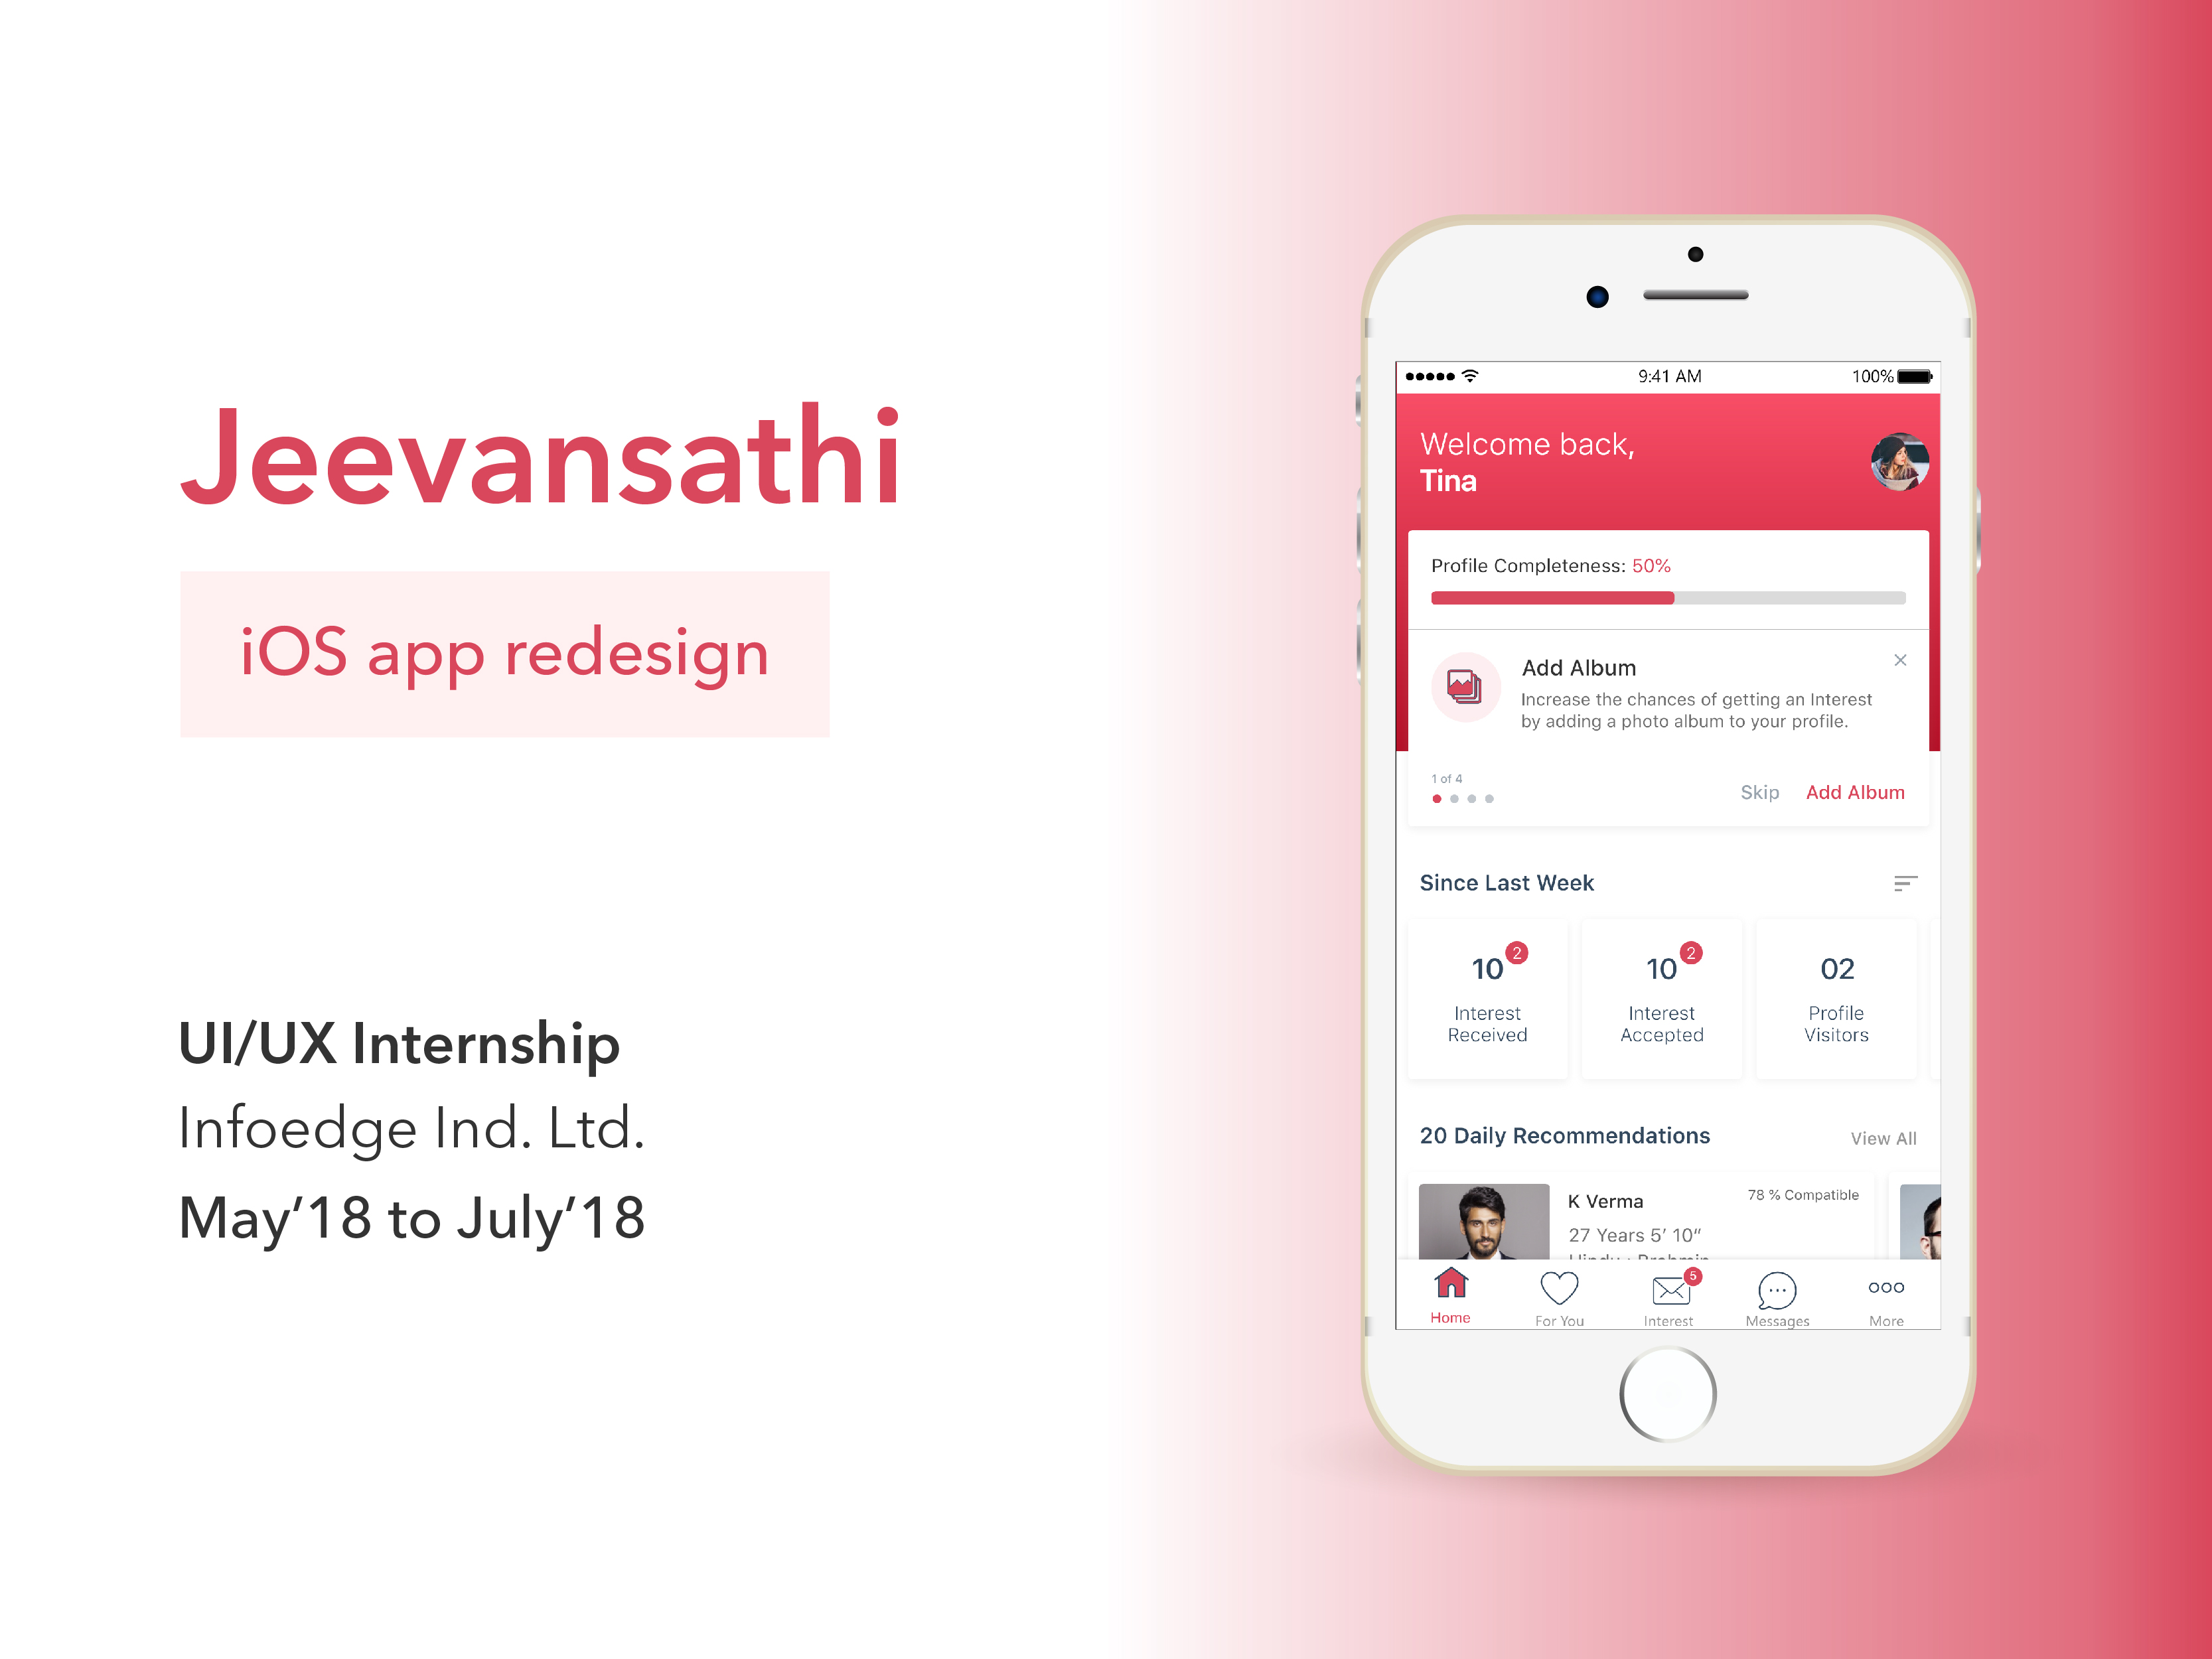 Jeevansathi
iOS app redesign
UI/UX Internship
Infoedge Ind. Ltd.
May’18 to July’18
9:41 AM
100%
Welcome back,
Tina
Profile Completeness: 50%
Add Album
Increase the chances of getting an Interest
by adding a photo album to your profile.
1 of 4
Skip Add Album
Since Last Week
10 2
Interest
Received
10 2
Interest
Accepted
02
Profile
Visitors
20 Daily Recommendations
View All
K Verma
78 % Compatible
27 Years 5’ 10”
Hindu · Brahmin
5
Home
For You
Interest
Messages
More